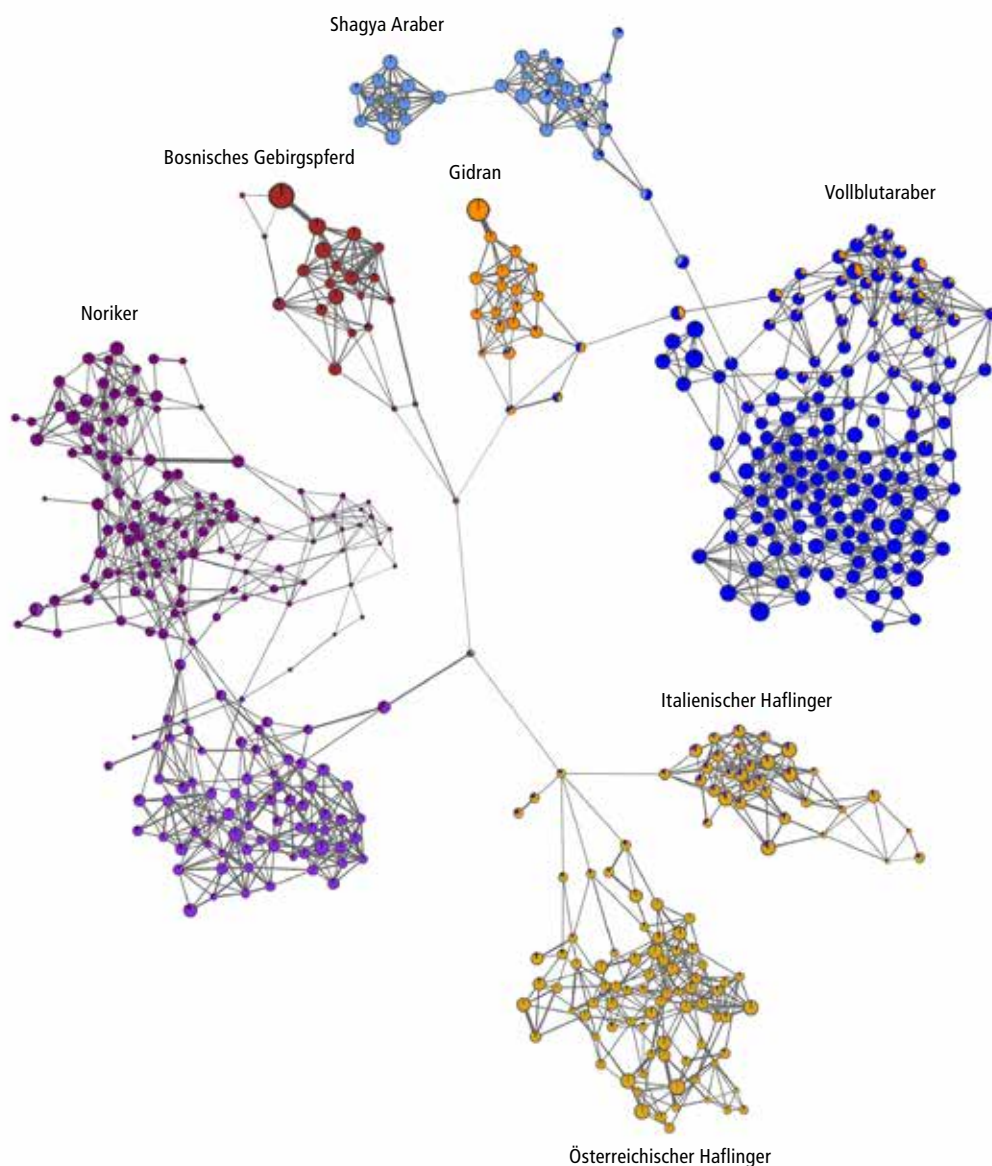 Shagya Araber
Bosnisches Gebirgspferd
Gidran
Vollblutaraber
Noriker
Italienischer Haflinger
Österreichischer Haflinger